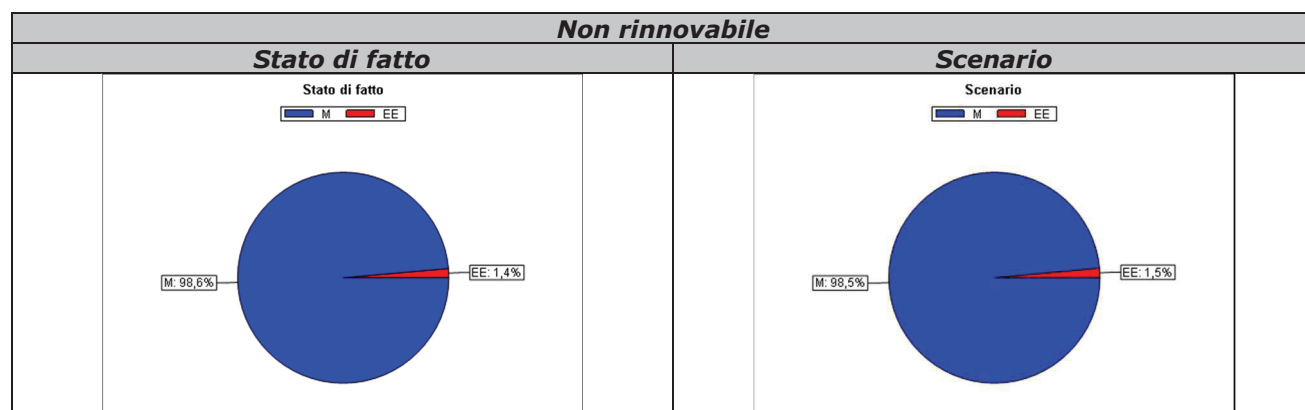 Non rinnovabile
Stato di fatto
Scenario
Stato di fatto
M EE
M: 98,6%
EE: 1,4%
Scenario
M EE
M: 98,5%
EE: 1,5%